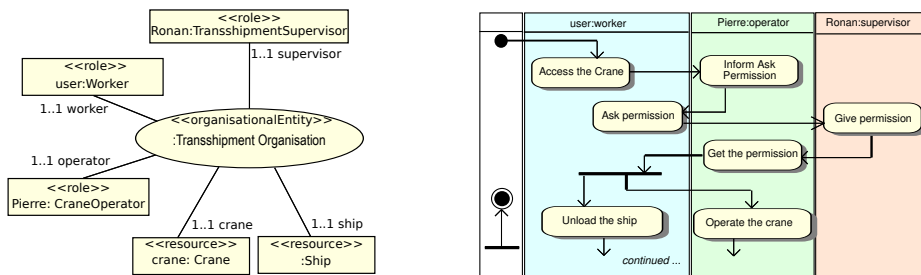 <<role>>
Ronan:TransshipmentSupervisor
1..1 supervisor
<<role>>
user:Worker
1..1 worker
<<organisationalEntity>>
:Transshipment Organisation
1..1 operator
<<role>>
Pierre: CraneOperator
1..1 crane
1..1 ship
<<resource>>
crane: Crane
<<resource>>
:Ship
user:worker
Pierre:operator
Ronan:supervisor
Access the Crane
Inform Ask
Permission
Ask permission
Give permission
Get the permission
Unload the ship
Operate the crane
continued ...